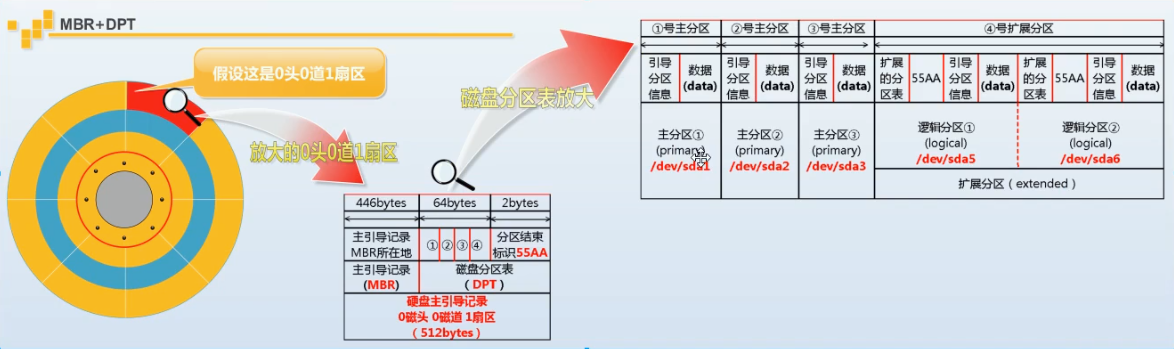 MBR+DPT
假设这是0头0道1扇区
放大的0头0道1扇区
磁盘分区表放大
446bytes 64bytes 2bytes
主引导记录
MBR所在地
① ② ③ ④
分区结束
标识55AA
主引导记录
(MBR)
磁盘分区表
(DPT)
硬盘主引导记录
0磁头 0磁道 1扇区
(512bytes)
①号主分区 ②号主分区 ③号主分区 ④号扩展分区
引导
分区
信息
数据
(data)
引导
分区
信息
数据
(data)
引导
分区
信息
数据
(data)
扩展
的分
区表
55AA
引导
分区
信息
数据
(data)
扩展
的分
区表
55AA
引导
分区
信息
数据
(data)
主分区①
(primary)
/dev/sda1
主分区②
(primary)
/dev/sda2
主分区③
(primary)
/dev/sda3
逻辑分区①
(logical)
/dev/sda5
逻辑分区②
(logical)
/dev/sda6
扩展分区(extended)